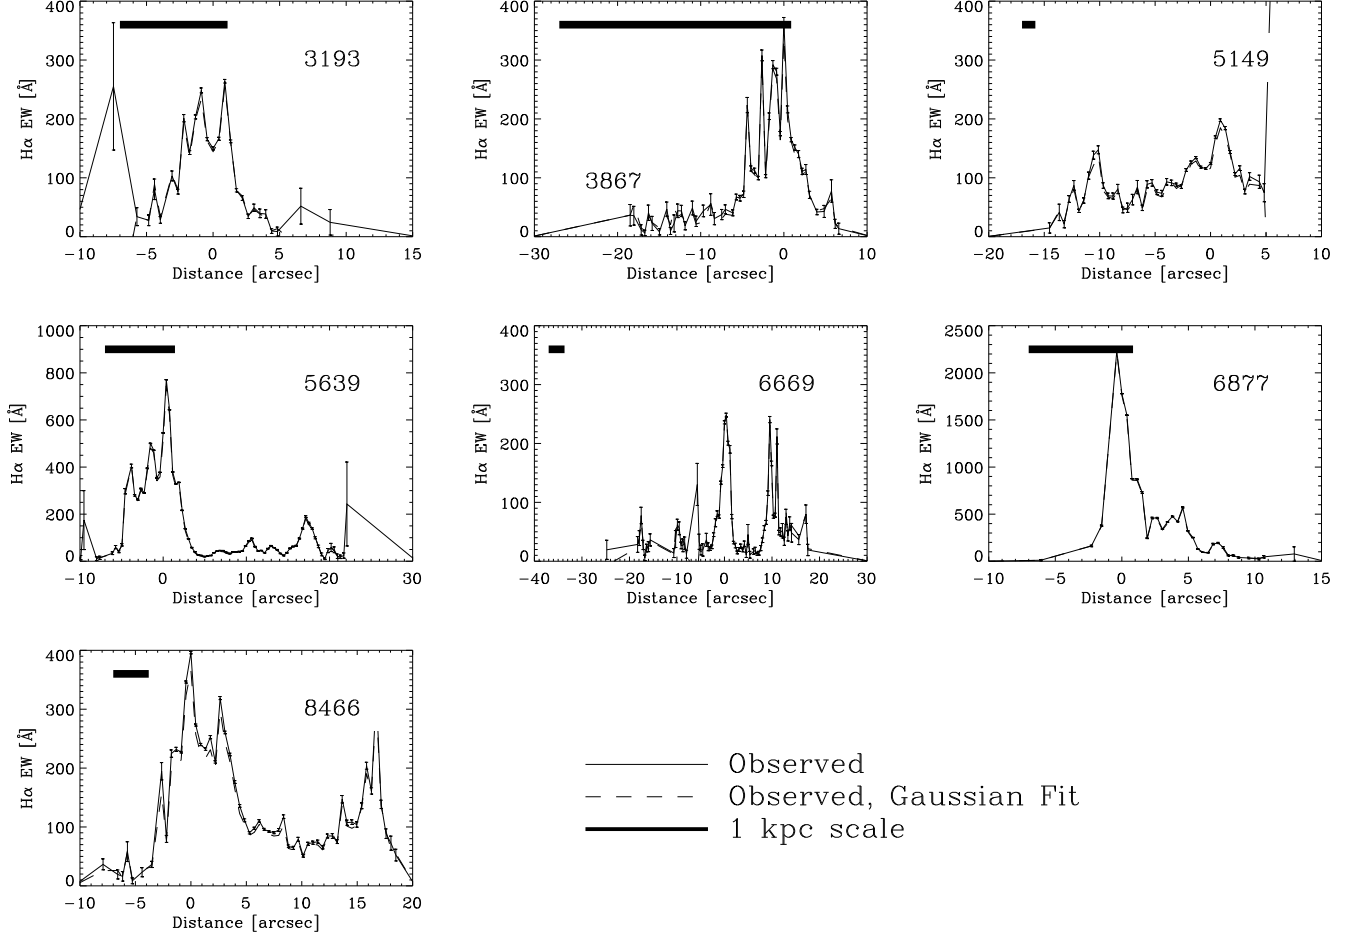 400
300
200
100
0
Hα EW [Å]
3193
-10 -5 0 5 10 15
Distance [arcsec]
400
300
200
100
0
Hα EW [Å]
3867
-30 -20 -10 0 10
Distance [arcsec]
400
300
200
100
0
Hα EW [Å]
5149
-20 -15 -10 -5 0 5 10
Distance [arcsec]
1000
800
600
400
200
0
Hα EW [Å]
5639
-10 0 10 20 30
Distance [arcsec]
400
300
200
100
0
Hα EW [Å]
6669
-40 -30 -20 -10 0 10 20 30
Distance [arcsec]
2500
2000
1500
1000
500
0
Hα EW [Å]
6877
-10 -5 0 5 10 15
Distance [arcsec]
400
300
200
100
0
Hα EW [Å]
8466
-10 -5 0 5 10 15 20
Distance [arcsec]
Observed
Observed, Gaussian Fit
1 kpc scale